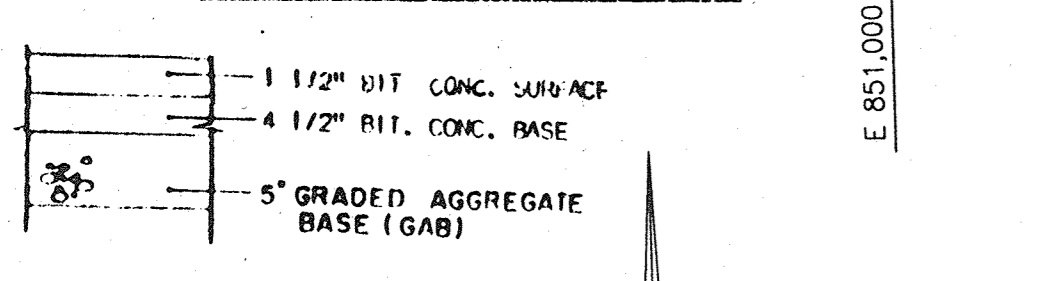 1 1/2" BIT CONC. SURFACE
4 1/2" BIT. CONC. BASE
5" GRADED AGGREGATE
BASE (GAB)
E 851,000